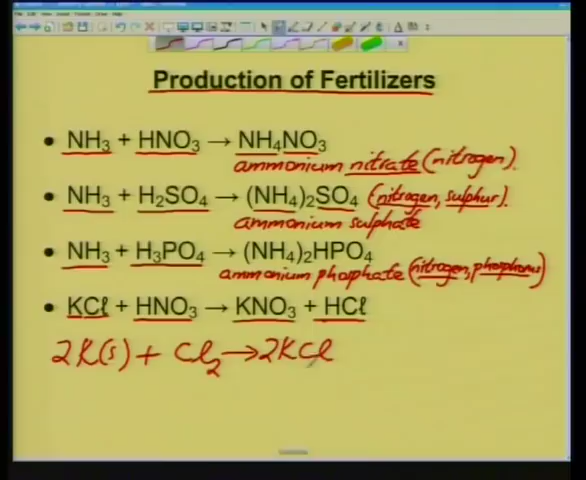 Production of Fertilizers
• NH₃ + HNO₃ → NH₄NO₃
ammonium nitrate (nitrogen).
• NH₃ + H₂SO₄ → (NH₄)2SO₄ (nitrogen, sulphur).
ammonium sulphate
• NH₃ + H₃PO₄ → (NH₄)2HPO₄
ammonium phosphate (nitrogen, phosphorus)
• KCℓ + HNO₃ → KNO₃ + HCℓ
2K(s) + Cl₂ → 2KCl